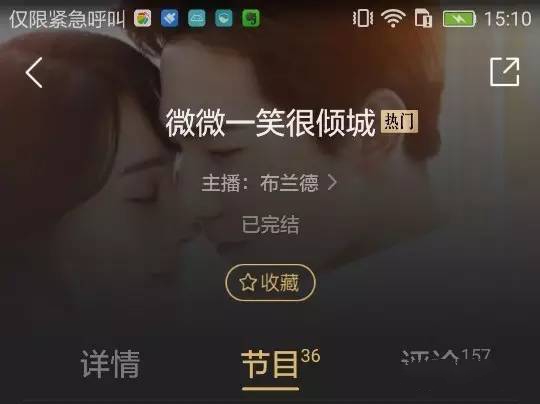 仅限紧急呼叫 15:10
微微一笑很倾城 热门
主播：布兰德
已完结
收藏
详情 节目36 评论157